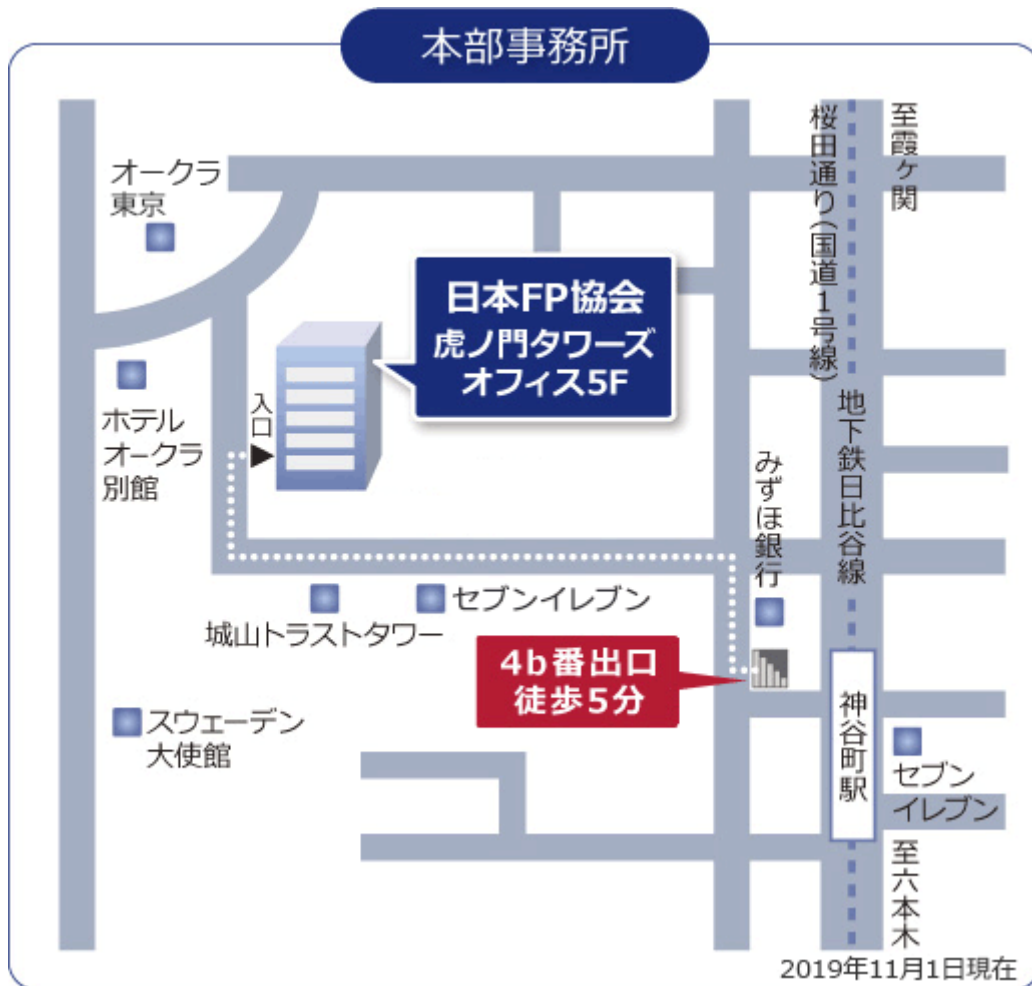 本部事務所
オークラ
東京
桜田通り(国道1号線)
至霞ヶ関
日本FP協会
虎ノ門タワーズ
オフィス5F
入口
ホテル
オークラ
別館
地下鉄日比谷線
みずほ銀行
セブンイレブン
城山トラストタワー
4b番出口
徒歩5分
スウェーデン
大使館
神谷町駅
セブン
イレブン
至六本木
2019年11月1日現在